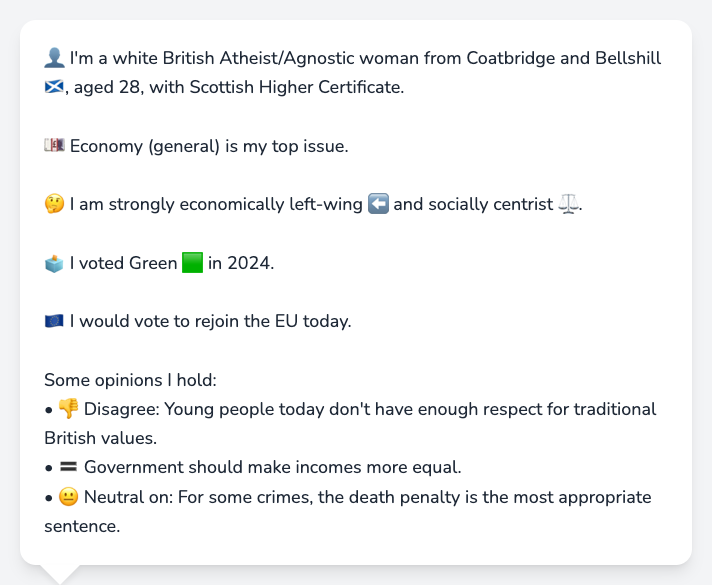 👤 I'm a white British Atheist/Agnostic woman from Coatbridge and Bellshill
🏴󠁧󠁢󠁳󠁣󠁴󠁿, aged 28, with Scottish Higher Certificate.
💷 Economy (general) is my top issue.
🤔 I am strongly economically left-wing ⬅️ and socially centrist ⚖️.
🗳️ I voted Green 🟩 in 2024.
🇪🇺 I would vote to rejoin the EU today.
Some opinions I hold:
• 👎 Disagree: Young people today don't have enough respect for traditional
British values.
• 🟰 Government should make incomes more equal.
• 😐 Neutral on: For some crimes, the death penalty is the most appropriate
sentence.